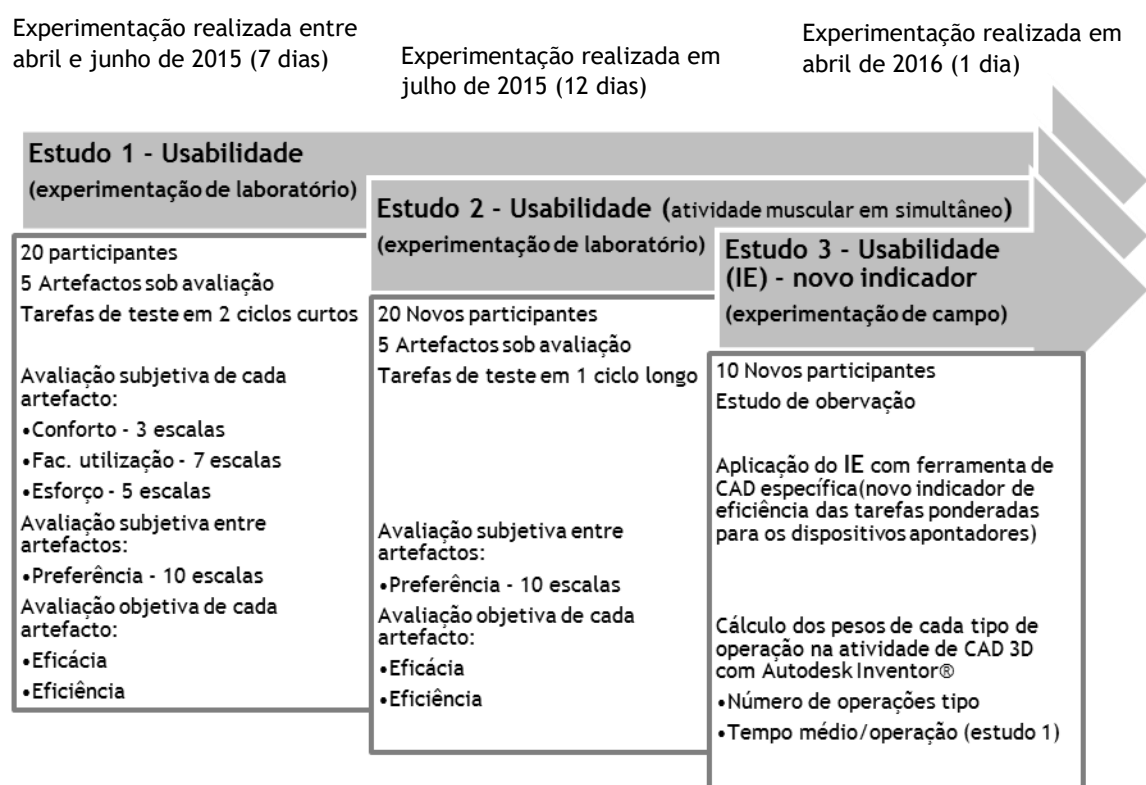 Experimentação realizada entre
abril e junho de 2015 (7 dias)
Experimentação realizada em
julho de 2015 (12 dias)
Experimentação realizada em
abril de 2016 (1 dia)
Estudo 1 - Usabilidade
(experimentação de laboratório)
20 participantes
5 Artefactos sob avaliação
Tarefas de teste em 2 ciclos curtos
Avaliação subjetiva de cada
artefacto:
•Conforto - 3 escalas
•Fac. utilização - 7 escalas
•Esforço - 5 escalas
Avaliação subjetiva entre
artefactos:
•Preferência - 10 escalas
Avaliação objetiva de cada
artefacto:
•Eficácia
•Eficiência
Estudo 2 - Usabilidade (atividade muscular em simultâneo)
(experimentação de laboratório)
20 Novos participantes
5 Artefactos sob avaliação
Tarefas de teste em 1 ciclo longo
Avaliação subjetiva entre
artefactos:
•Preferência - 10 escalas
Avaliação objetiva de cada
artefacto:
•Eficácia
•Eficiência
Estudo 3 - Usabilidade
(IE) - novo indicador
(experimentação de campo)
10 Novos participantes
Estudo de obervação
Aplicação do IE com ferramenta de
CAD específica(novo indicador de
eficiência das tarefas ponderadas
para os dispositivos apontadores)
Cálculo dos pesos de cada tipo de
operação na atividade de CAD 3D
com Autodesk Inventor®
•Número de operações tipo
•Tempo médio/operação (estudo 1)